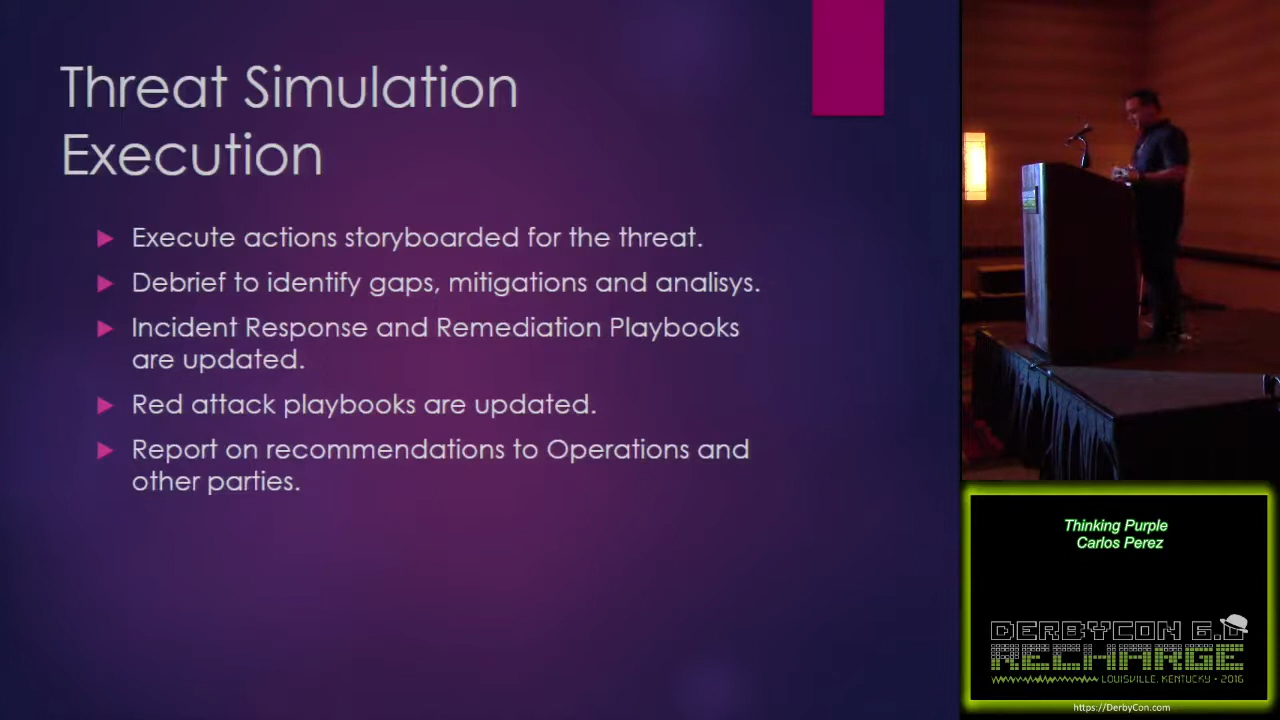 Threat Simulation
Execution
Execute actions storyboarded for the threat.
Debrief to identify gaps, mitigations and analisys.
Incident Response and Remediation Playbooks
are updated.
Red attack playbooks are updated.
Report on recommendations to Operations and
other parties.
Thinking Purple
Carlos Perez
DERBYCON 6.0
RECHARGE
LOUISVILLE, KENTUCKY • 2016
https://DerbyCon.com